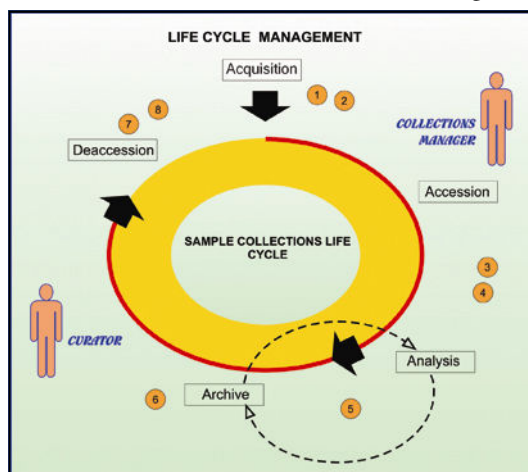 LIFE CYCLE MANAGEMENT
Acquisition
1
2
8
7
COLLECTIONS
MANAGER
Deaccession
Accession
SAMPLE COLLECTIONS LIFE
CYCLE
3
4
CURATOR
Analysis
Archive
6
5